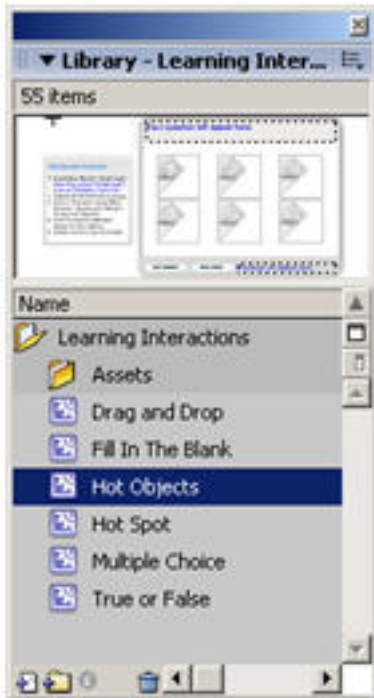 Library - Learning Inter...
55 items
Name
Learning Interactions
Assets
Drag and Drop
Fill In The Blank
Hot Objects
Hot Spot
Multiple Choice
True or False